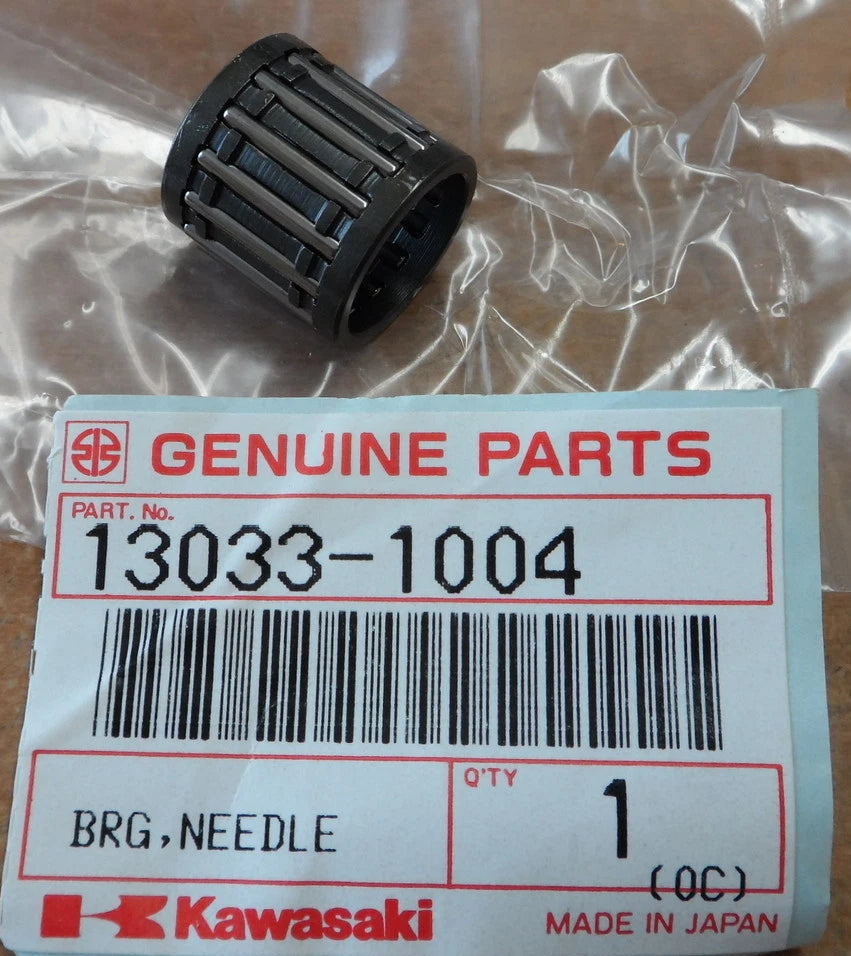 GENUINE PARTS
PART. No.
13033-1004
BRG,NEEDLE
Q'TY
1
(OC)
Kawasaki
MADE IN JAPAN